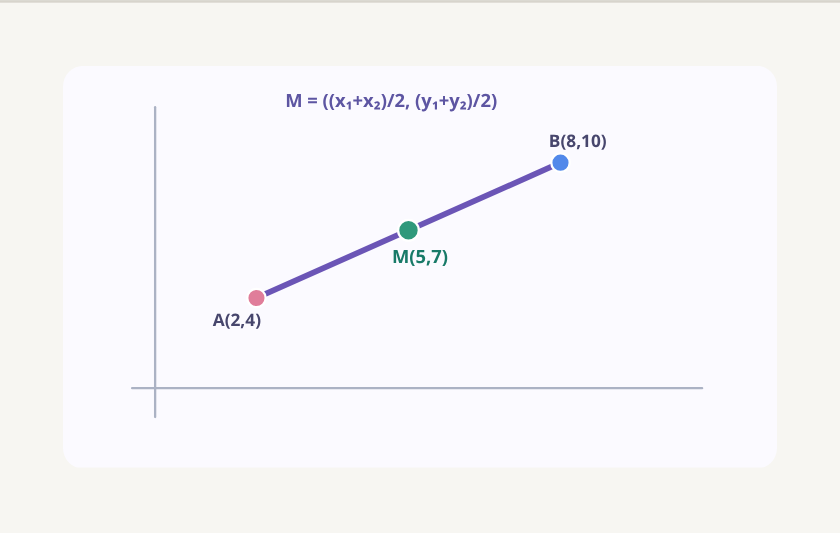 M = ((x₁+x₂)/2, (y₁+y₂)/2)
B(8,10)
M(5,7)
A(2,4)